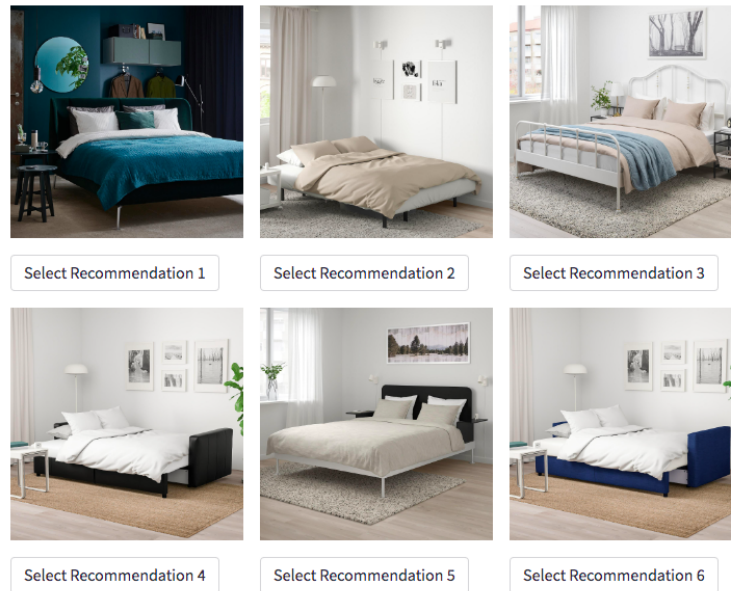 Select Recommendation 1
Select Recommendation 2
Select Recommendation 3
Select Recommendation 4
Select Recommendation 5
Select Recommendation 6